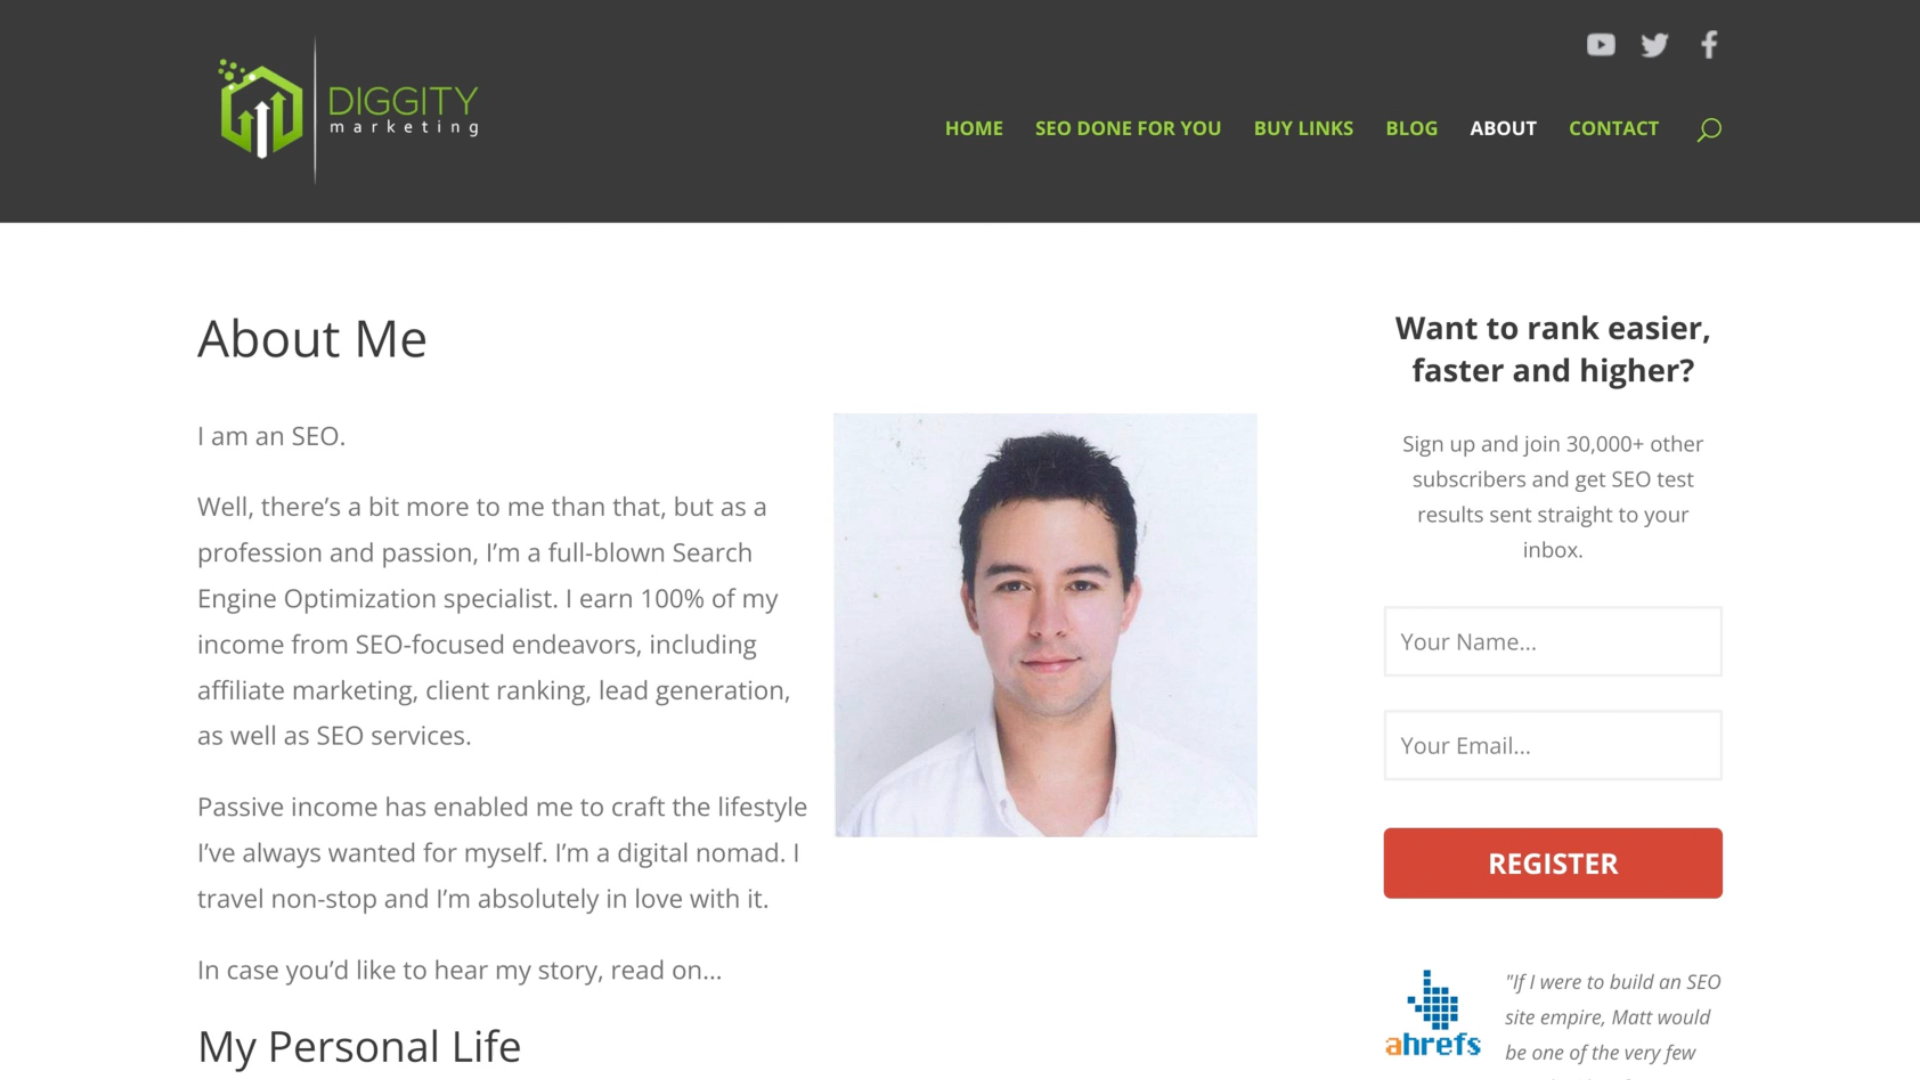 DIGGITY
marketing
HOME SEO DONE FOR YOU BUY LINKS BLOG ABOUT CONTACT
About Me
I am an SEO.
Well, there’s a bit more to me than that, but as a
profession and passion, I’m a full-blown Search
Engine Optimization specialist. I earn 100% of my
income from SEO-focused endeavors, including
affiliate marketing, client ranking, lead generation,
as well as SEO services.
Passive income has enabled me to craft the lifestyle
I’ve always wanted for myself. I’m a digital nomad. I
travel non-stop and I’m absolutely in love with it.
In case you’d like to hear my story, read on...
My Personal Life
Want to rank easier,
faster and higher?
Sign up and join 30,000+ other
subscribers and get SEO test
results sent straight to your
inbox.
Your Name...
Your Email...
REGISTER
ahrefs
"If I were to build an SEO
site empire, Matt would
be one of the very few